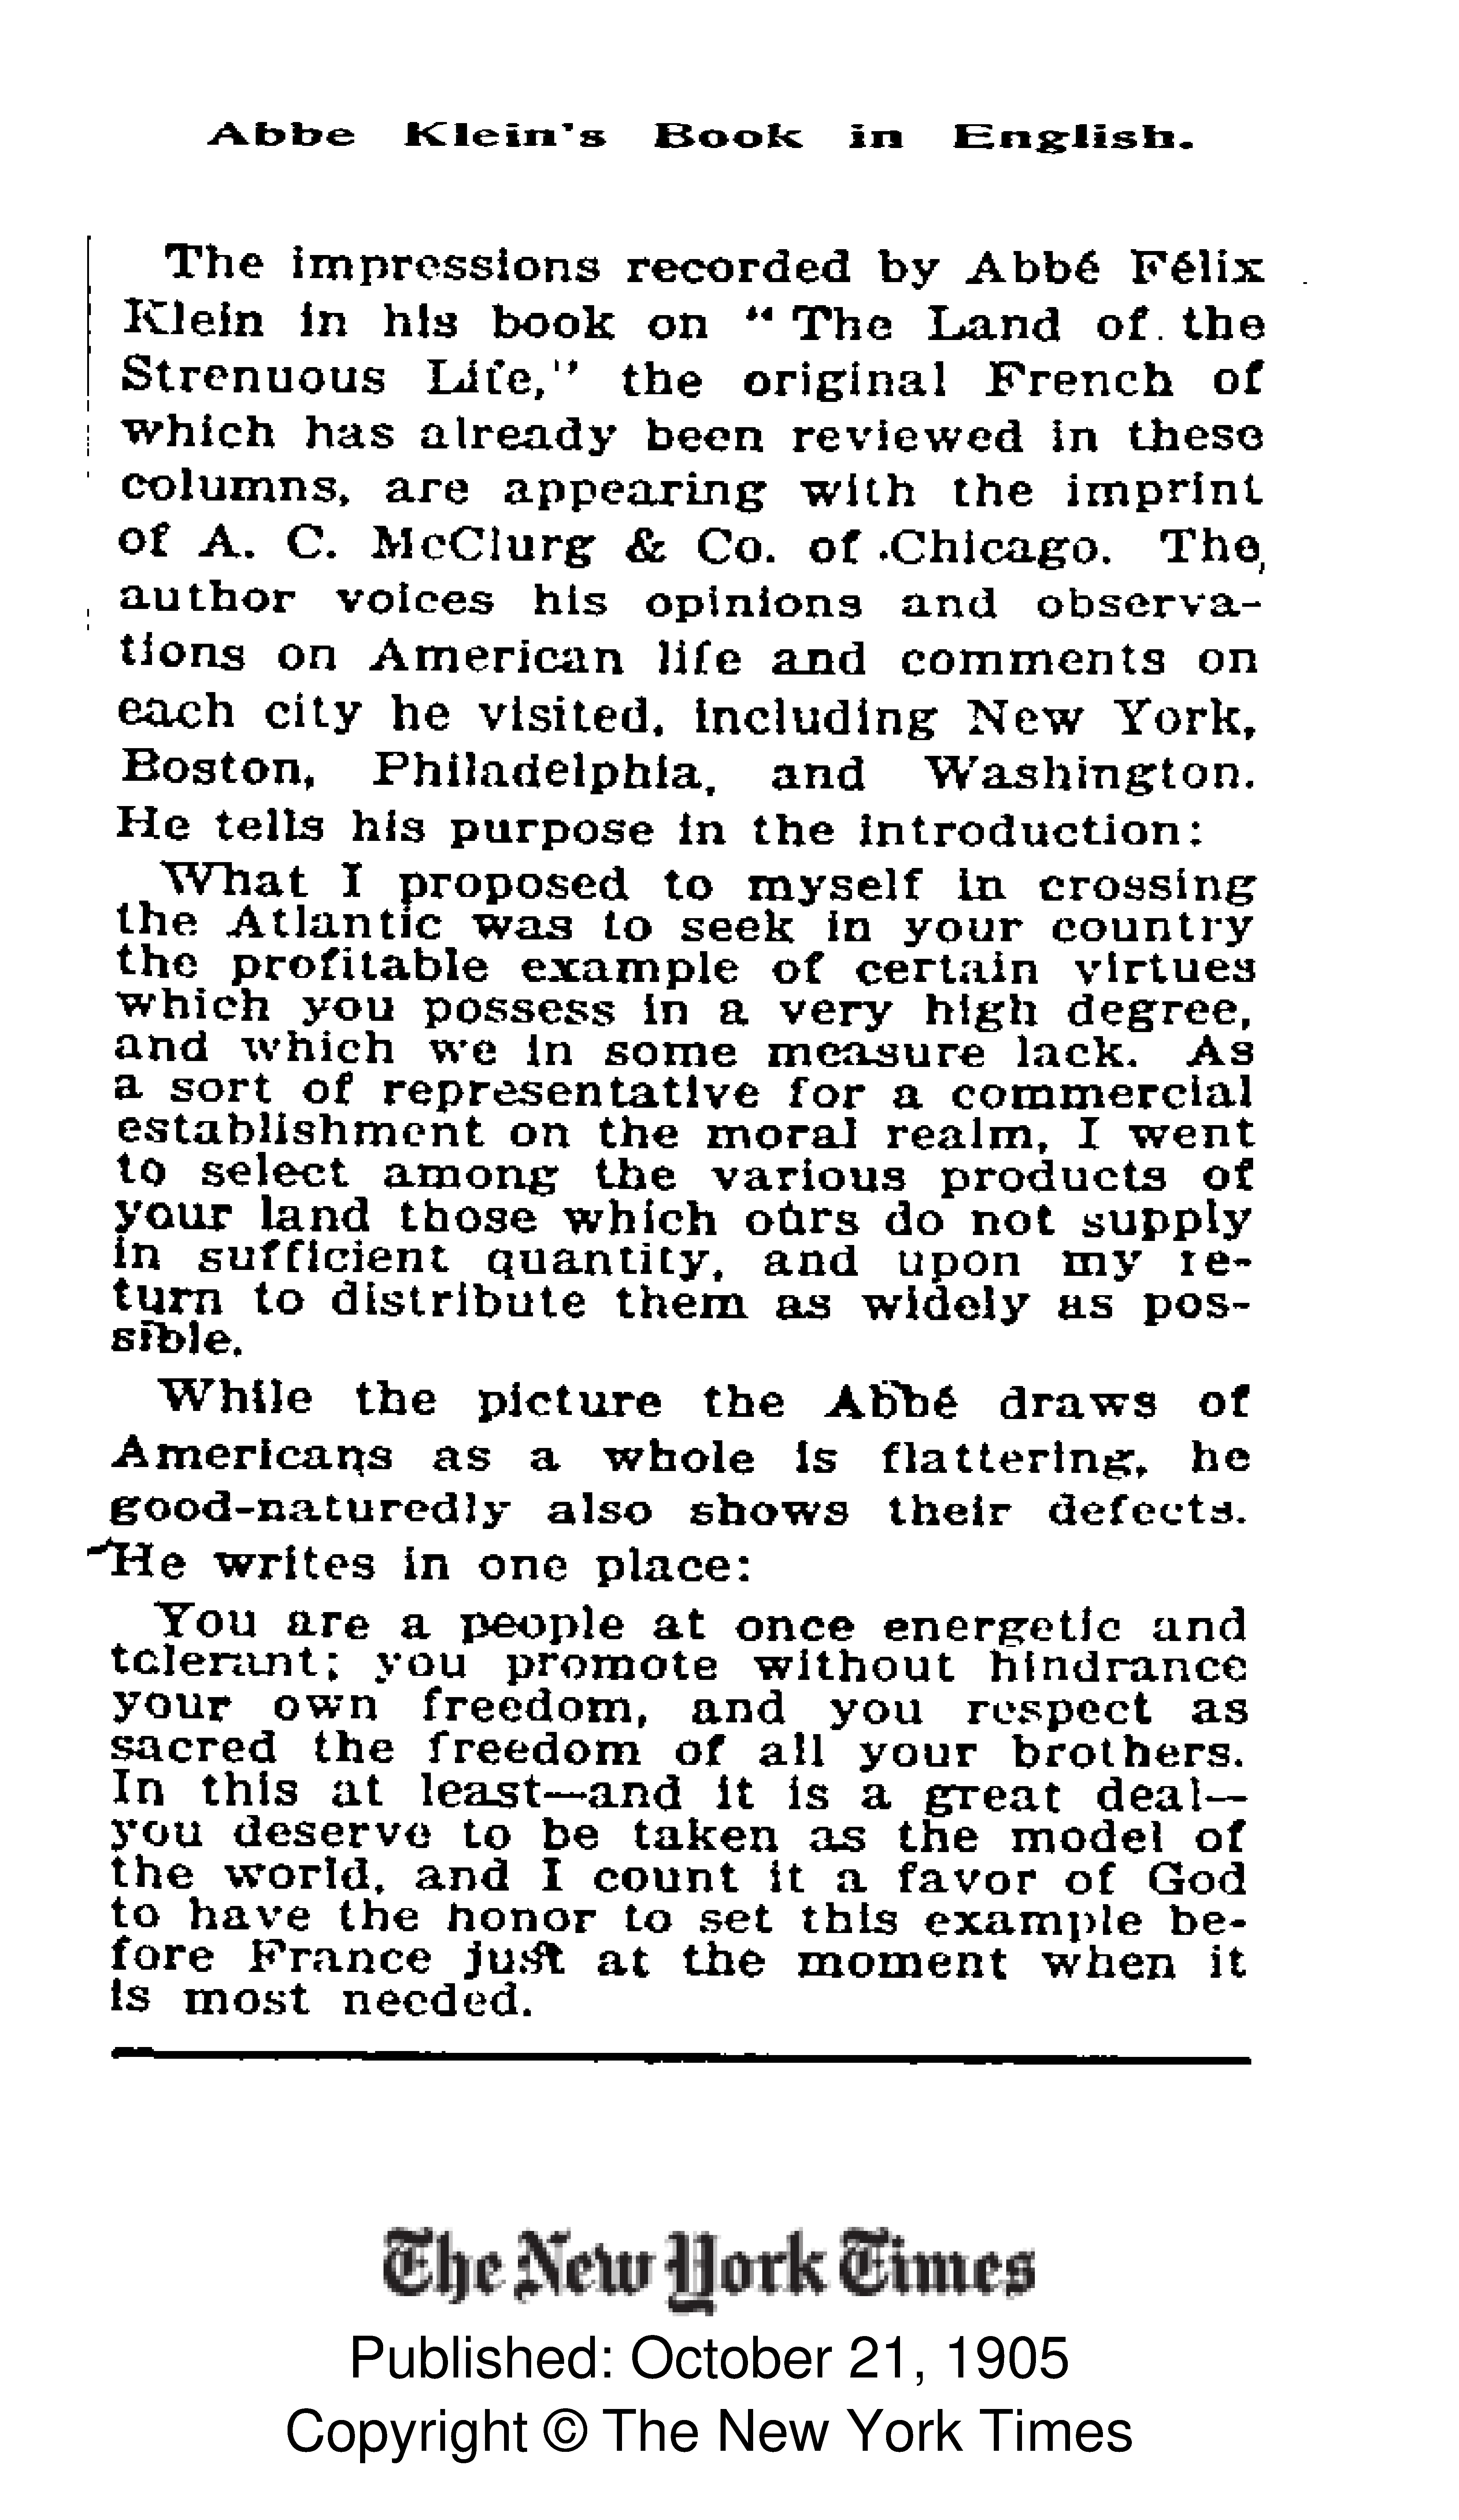 Abbe Klein's Book in English.
The impressions recorded by Abbé Félix
Klein in his book on "The Land of the
Strenuous Life," the original French of
which has already been reviewed in these
columns, are appearing with the imprint
of A. C. McClurg & Co. of Chicago. The
author voices his opinions and observa-
tions on American life and comments on
each city he visited, including New York,
Boston, Philadelphia, and Washington.
He tells his purpose in the introduction:
What I proposed to myself in crossing
the Atlantic was to seek in your country
the profitable example of certain virtues
which you possess in a very high degree,
and which we in some measure lack. As
a sort of representative for a commercial
establishment on the moral realm, I went
to select among the various products of
your land those which ours do not supply
in sufficient quantity, and upon my re-
turn to distribute them as widely as pos-
sible.
While the picture the Abbé draws of
Americans as a whole is flattering, he
good-naturedly also shows their defects.
He writes in one place:
You are a people at once energetic and
tolerant; you promote without hindrance
your own freedom, and you respect as
sacred the freedom of all your brothers.
In this at least—and it is a great deal—
you deserve to be taken as the model of
the world, and I count it a favor of God
to have the honor to set this example be-
fore France just at the moment when it
is most needed.
The New York Times
Published: October 21, 1905
Copyright © The New York Times